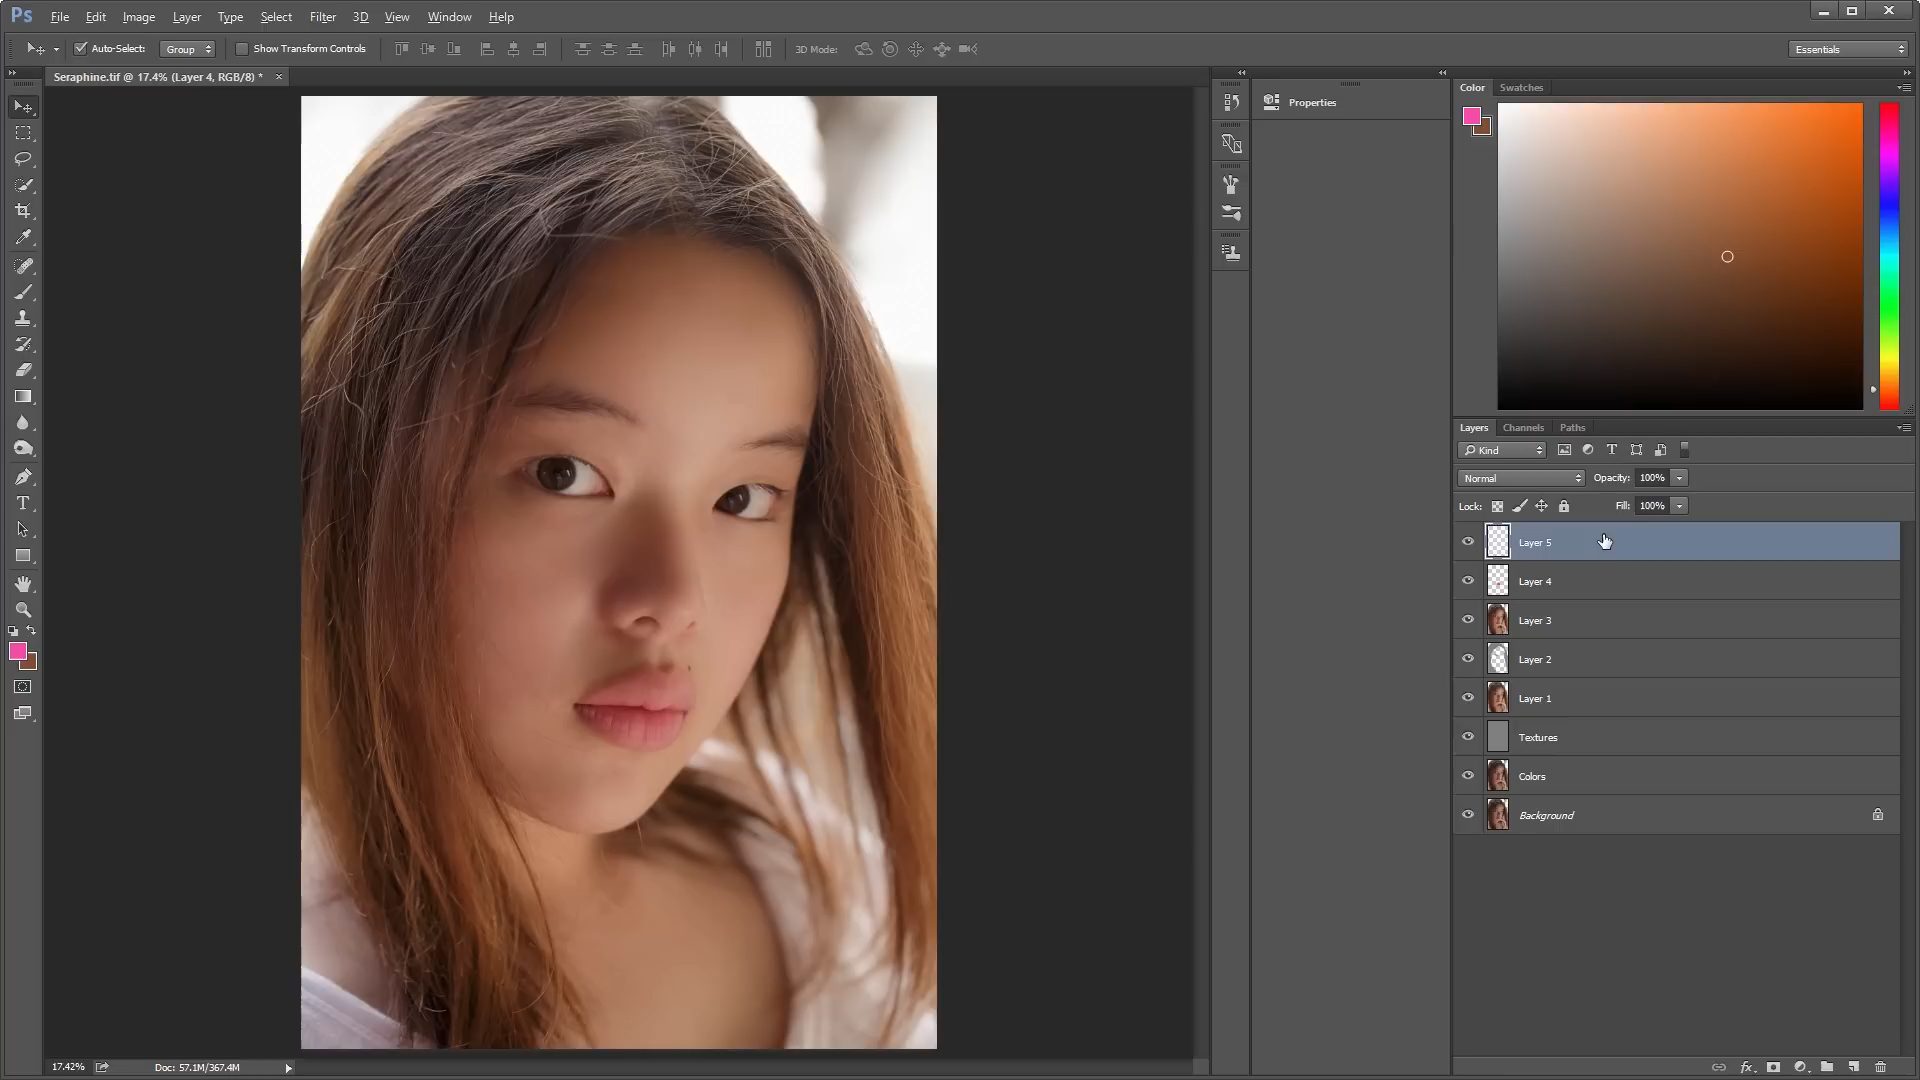 Ps File Edit Image Layer Type Select Filter 3D View Window Help
Auto-Select: Group Show Transform Controls 3D Mode: Essentials
Seraphine.tif @ 17.4% (Layer 4, RGB/8) *
Properties
Color Swatches
Layers Channels Paths
Kind
Normal Opacity: 100%
Lock: Fill: 100%
Layer 5
Layer 4
Layer 3
Layer 2
Layer 1
Textures
Colors
Background
17.42% Doc: 57.1M/367.4M
fx